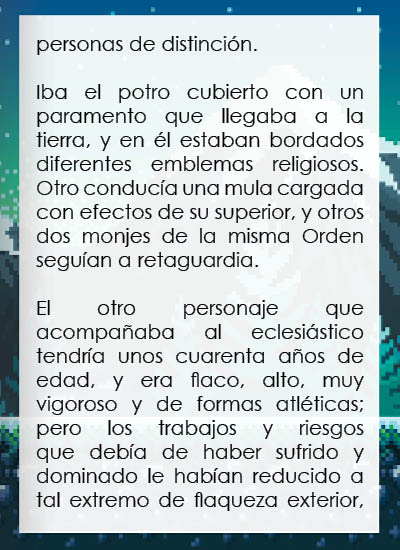 personas de distinción.
Iba el potro cubierto con un
paramento que llegaba a la
tierra, y en él estaban bordados
diferentes emblemas religiosos.
Otro conducía una mula cargada
con efectos de su superior, y otros
dos monjes de la misma Orden
seguían a retaguardia.
El otro personaje que
acompañaba al eclesiástico
tendría unos cuarenta años de
edad, y era flaco, alto, muy
vigoroso y de formas atléticas;
pero los trabajos y riesgos
que debía de haber sufrido y
dominado le habían reducido a
tal extremo de flaqueza exterior,